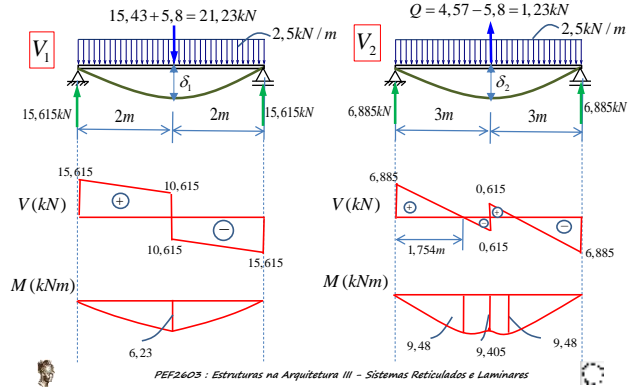 15,43+5,8=21,23kN
2,5kN/m
V₁
δ₁
15,615kN
15,615kN
2m
2m
15,615
10,615
V(kN)
+
−
10,615
15,615
M(kNm)
6,23
Q=4,57−5,8=1,23kN
2,5kN/m
V₂
δ₂
6,885kN
6,885kN
3m
3m
6,885
0,615
V(kN)
+
−
+
−
0,615
1,754m
6,885
M(kNm)
9,48
9,405
9,48
PEF2603 : Estruturas na Arquitetura III - Sistemas Reticulados e Laminares